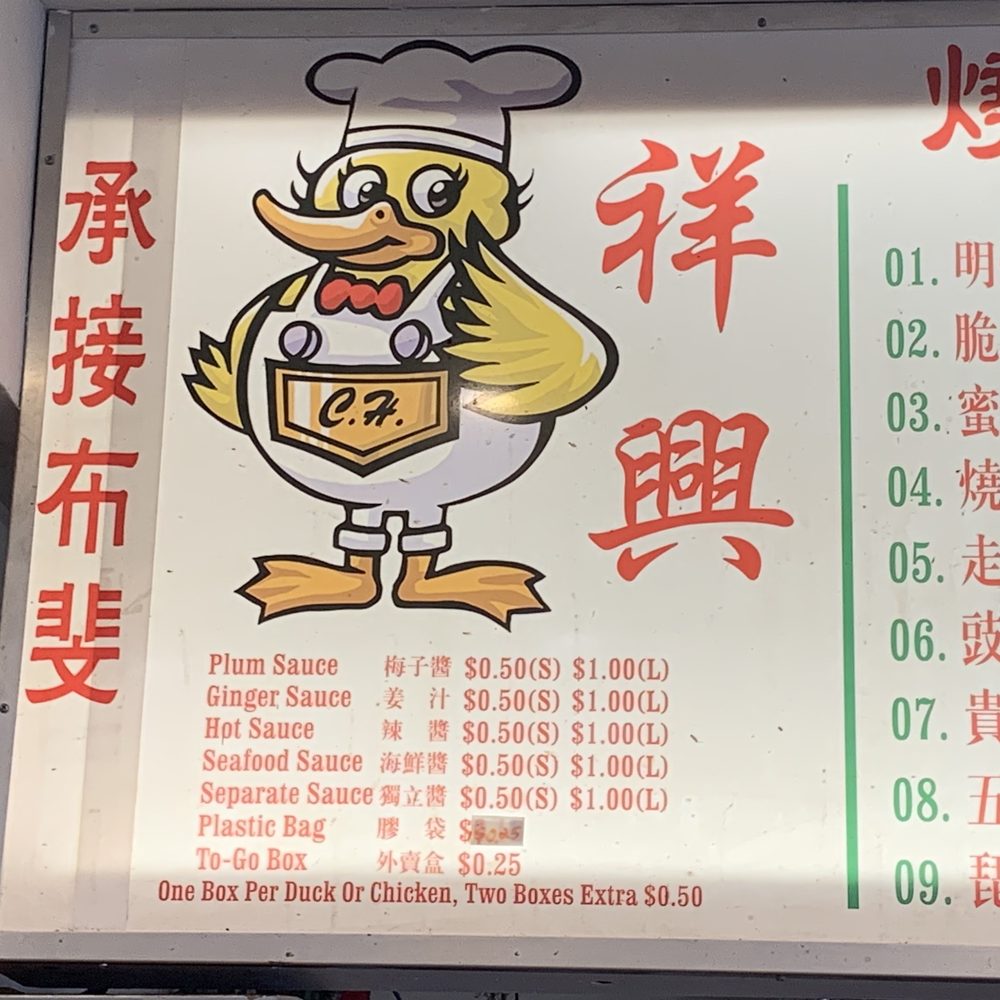 承接布斐
C.H.
祥興
Plum Sauce 梅子醬 $0.50(S) $1.00(L)
Ginger Sauce 姜 汁 $0.50(S) $1.00(L)
Hot Sauce 辣 醬 $0.50(S) $1.00(L)
Seafood Sauce 海鮮醬 $0.50(S) $1.00(L)
Separate Sauce 獨立醬 $0.50(S) $1.00(L)
Plastic Bag 膠 袋 $
To-Go Box 外賣盒 $0.25
One Box Per Duck Or Chicken, Two Boxes Extra $0.50
01. 明
02. 脆
03. 蜜
04. 燒
05. 走
06. 豉
07. 貴
08. 五
09. 琵